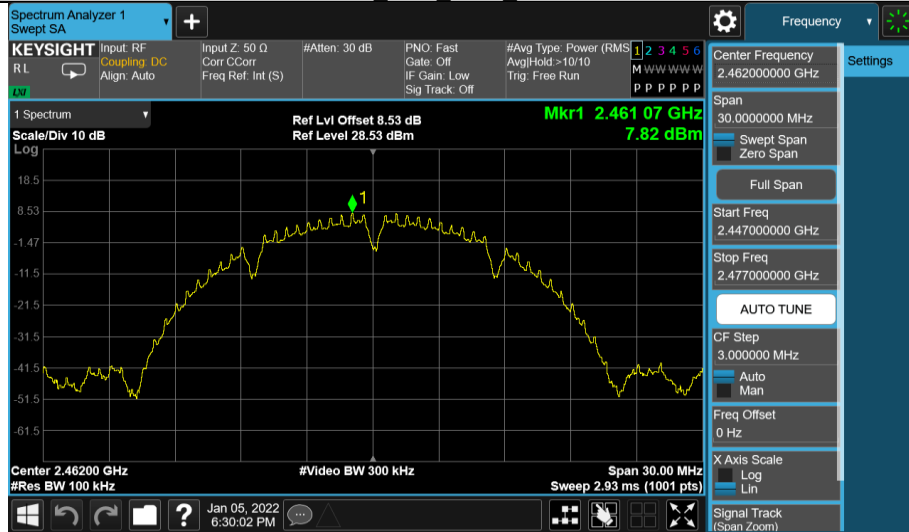 Spectrum Analyzer 1
Swept SA
+
Frequency
KEYSIGHT
R L
LXI
Input: RF
Coupling: DC
Align: Auto
Input Z: 50 Ω
Corr CCorr
Freq Ref: Int (S)
#Atten: 30 dB
PNO: Fast
Gate: Off
IF Gain: Low
Sig Track: Off
#Avg Type: Power (RMS
Avg|Hold:>10/10
Trig: Free Run
1 2 3 4 5 6
M W W W W W
P P P P P P
1 Spectrum
Scale/Div 10 dB
Log
Ref Lvl Offset 8.53 dB
Ref Level 28.53 dBm
Mkr1 2.461 07 GHz
7.82 dBm
1
18.5
8.53
-1.47
-11.5
-21.5
-31.5
-41.5
-51.5
-61.5
Center 2.46200 GHz
#Res BW 100 kHz
#Video BW 300 kHz
Span 30.00 MHz
Sweep 2.93 ms (1001 pts)
Center Frequency
2.462000000 GHz
Settings
Span
30.0000000 MHz
Swept Span
Zero Span
Full Span
Start Freq
2.447000000 GHz
Stop Freq
2.477000000 GHz
AUTO TUNE
CF Step
3.000000 MHz
Auto
Man
Freq Offset
0 Hz
X Axis Scale
Log
Lin
Signal Track
(Span Zoom)
?
Jan 05, 2022
6:30:02 PM